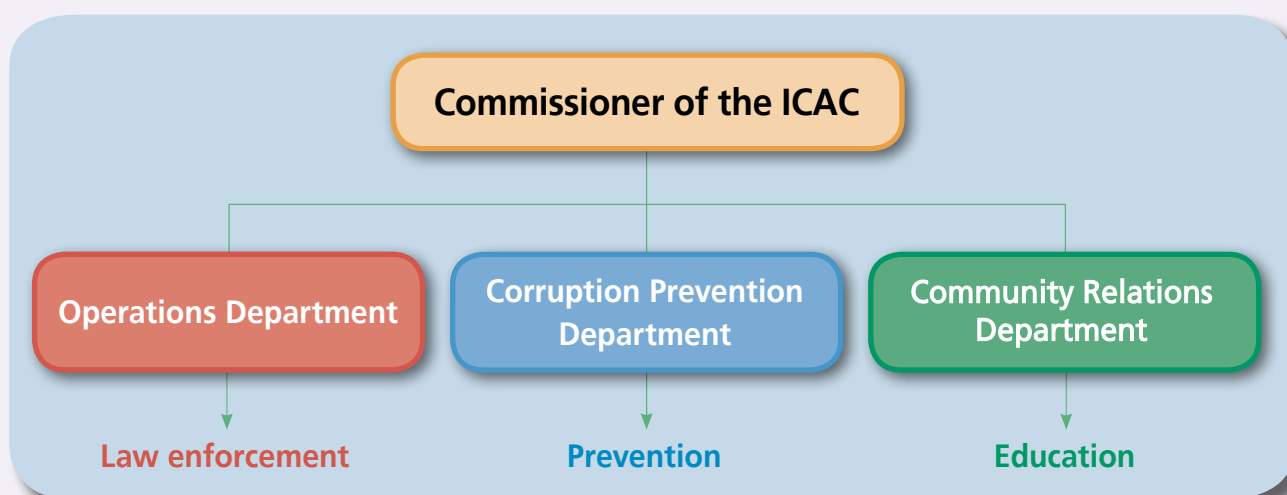 Commissioner of the ICAC
Operations Department
Corruption Prevention
Department
Community Relations
Department
Law enforcement
Prevention
Education